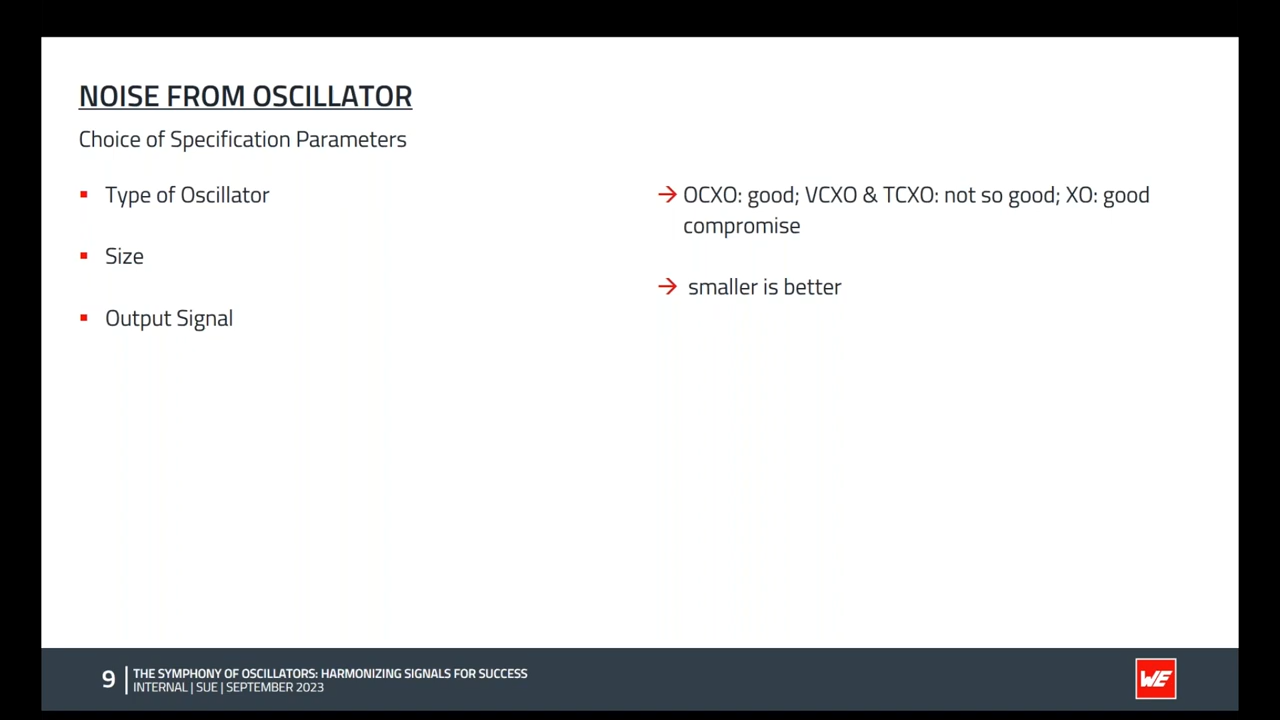 NOISE FROM OSCILLATOR
Choice of Specification Parameters
▪ Type of Oscillator
→ OCXO: good; VCXO & TCXO: not so good; XO: good
compromise
▪ Size
→ smaller is better
▪ Output Signal
9
THE SYMPHONY OF OSCILLATORS: HARMONIZING SIGNALS FOR SUCCESS
INTERNAL | SUE | SEPTEMBER 2023
WE